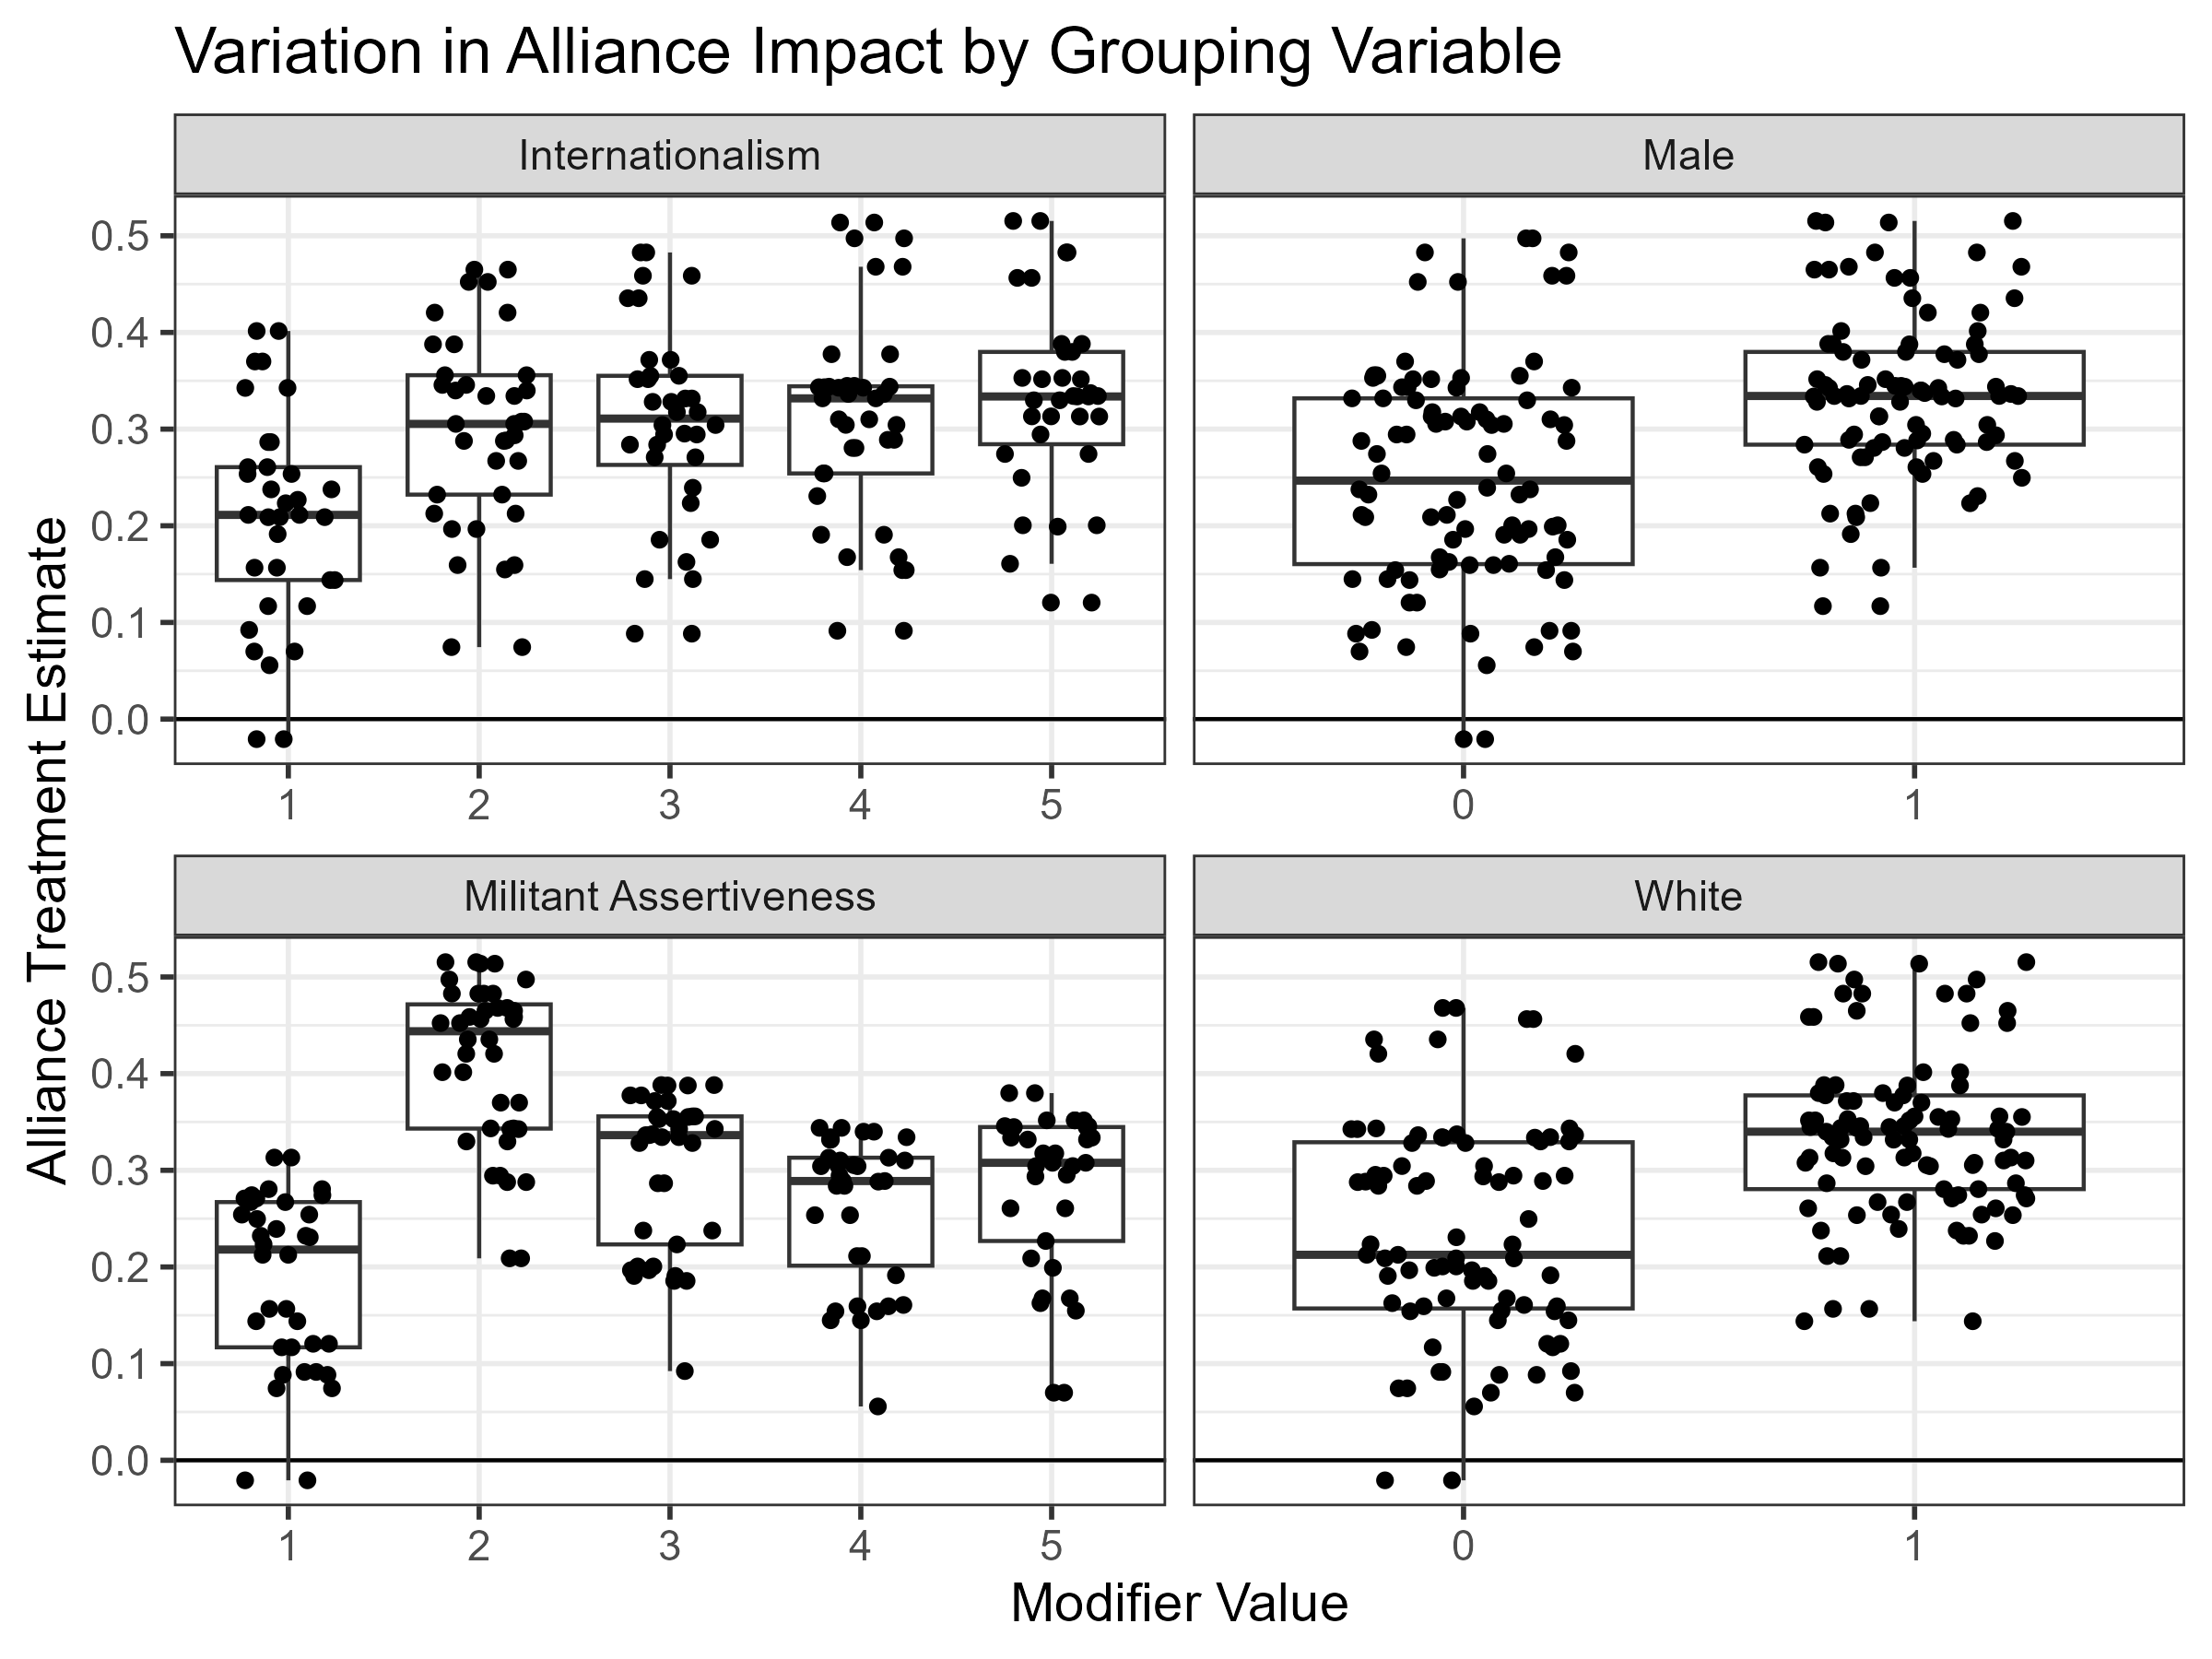 Variation in Alliance Impact by Grouping Variable
Internationalism
Male
0.5
0.4
0.3
0.2
0.1
0.0
1 2 3 4 5
0 1
Militant Assertiveness
White
0.5
0.4
0.3
0.2
0.1
0.0
1 2 3 4 5
0 1
Alliance Treatment Estimate
Modifier Value